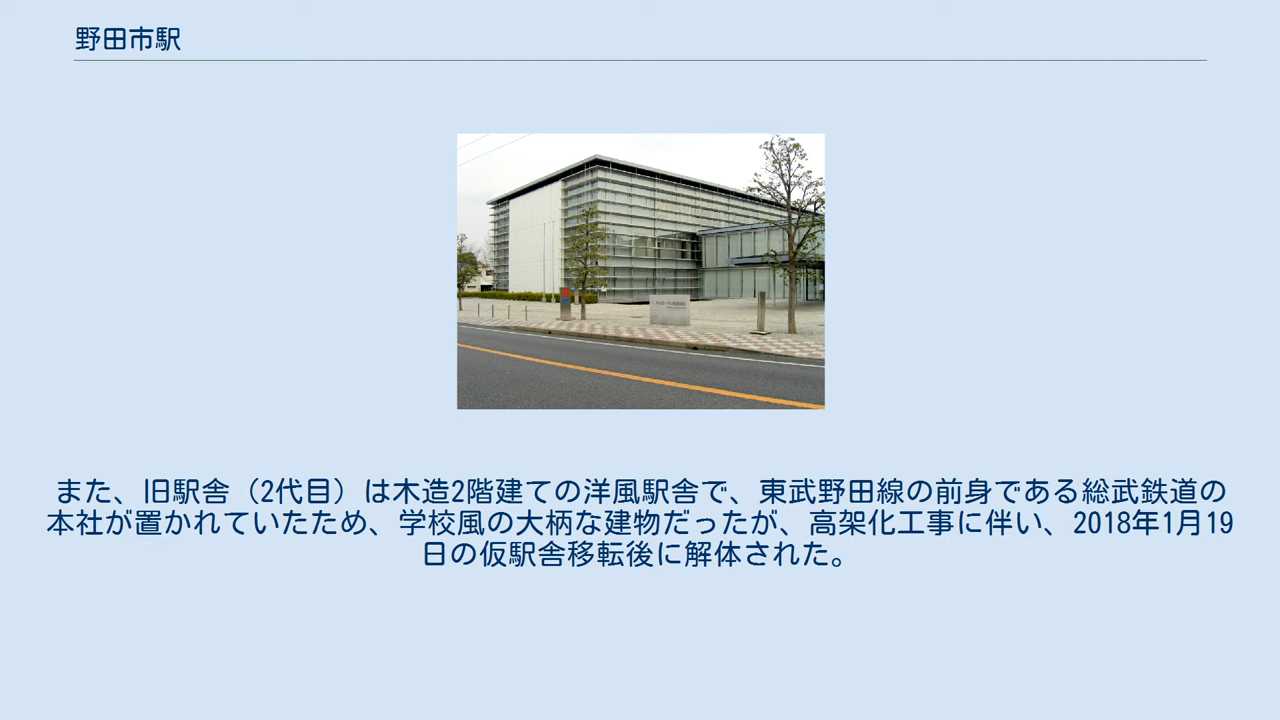 野田市駅
また、旧駅舎（2代目）は木造2階建ての洋風駅舎で、東武野田線の前身である総武鉄道の
本社が置かれていたため、学校風の大柄な建物だったが、高架化工事に伴い、2018年1月19
日の仮駅舎移転後に解体された。